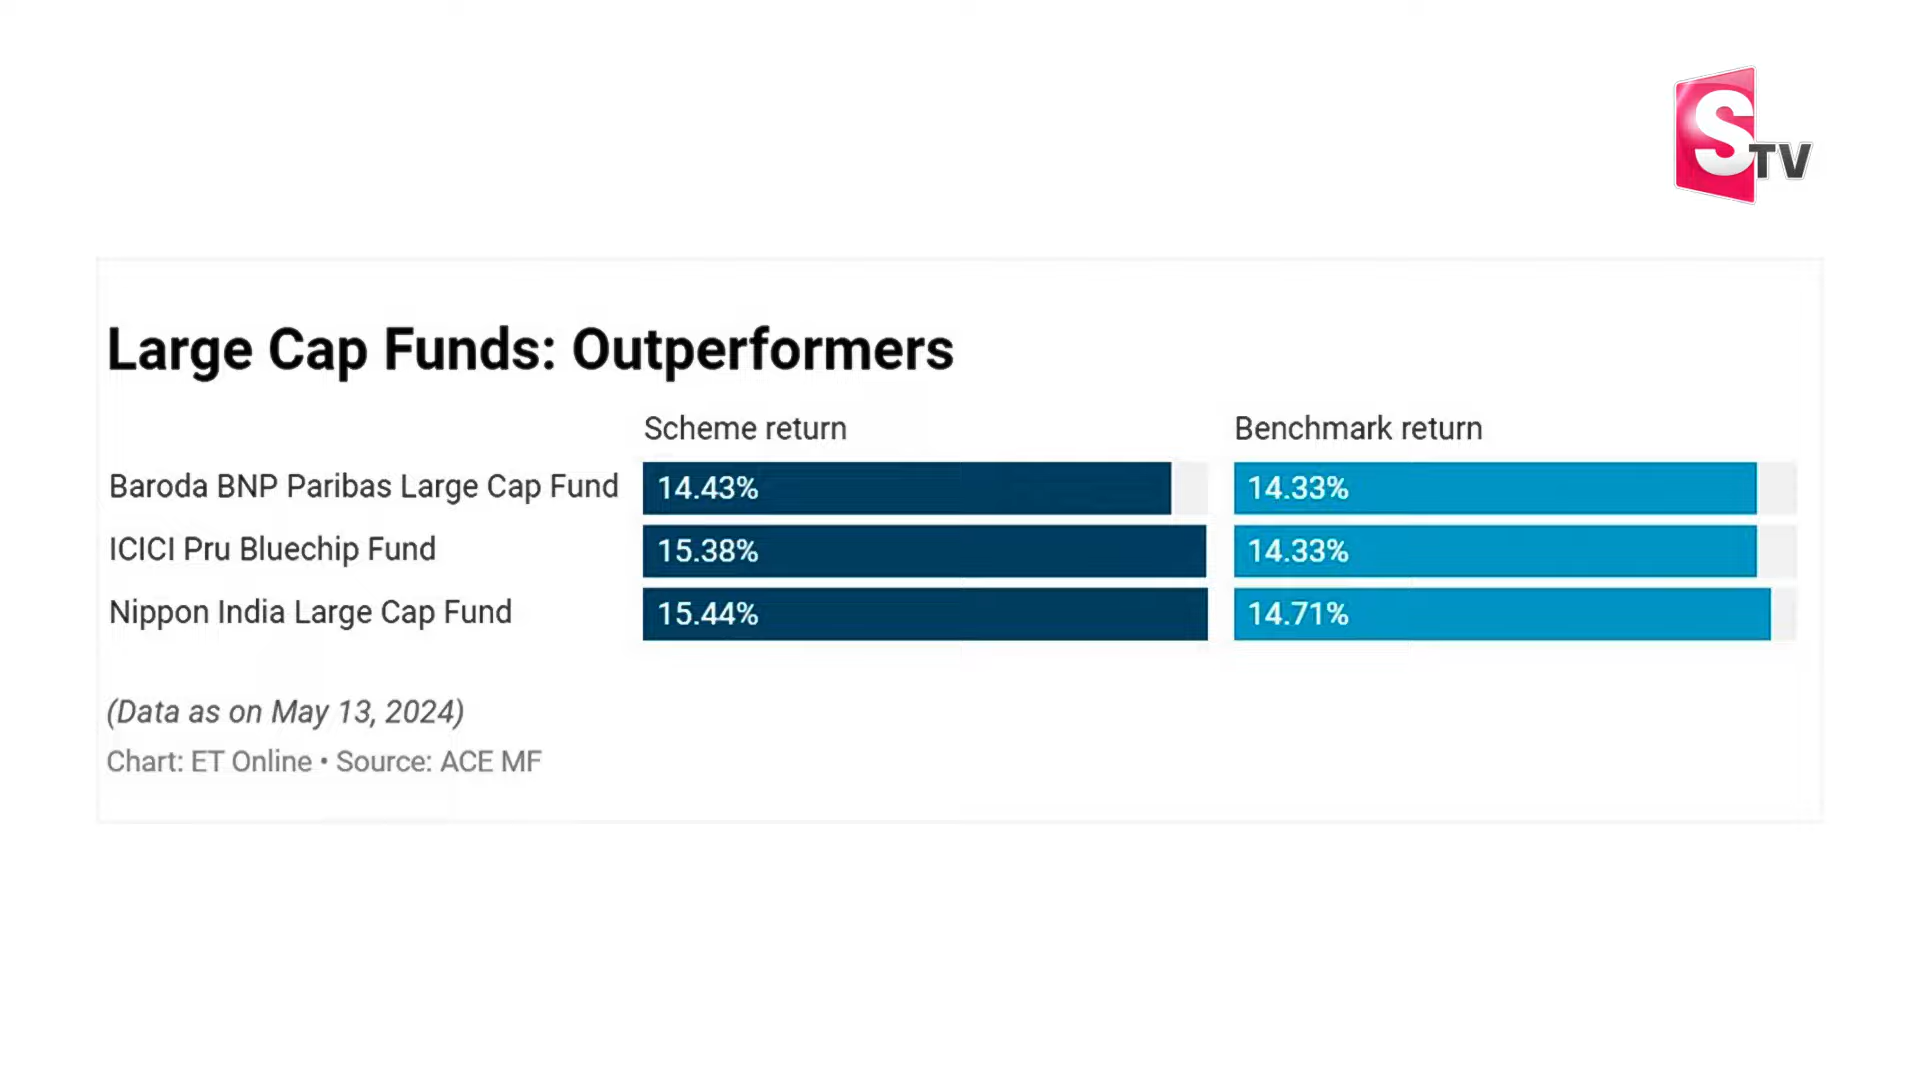 STV
Large Cap Funds: Outperformers
Scheme return Benchmark return
Baroda BNP Paribas Large Cap Fund 14.43% 14.33%
ICICI Pru Bluechip Fund 15.38% 14.33%
Nippon India Large Cap Fund 15.44% 14.71%
(Data as on May 13, 2024)
Chart: ET Online • Source: ACE MF